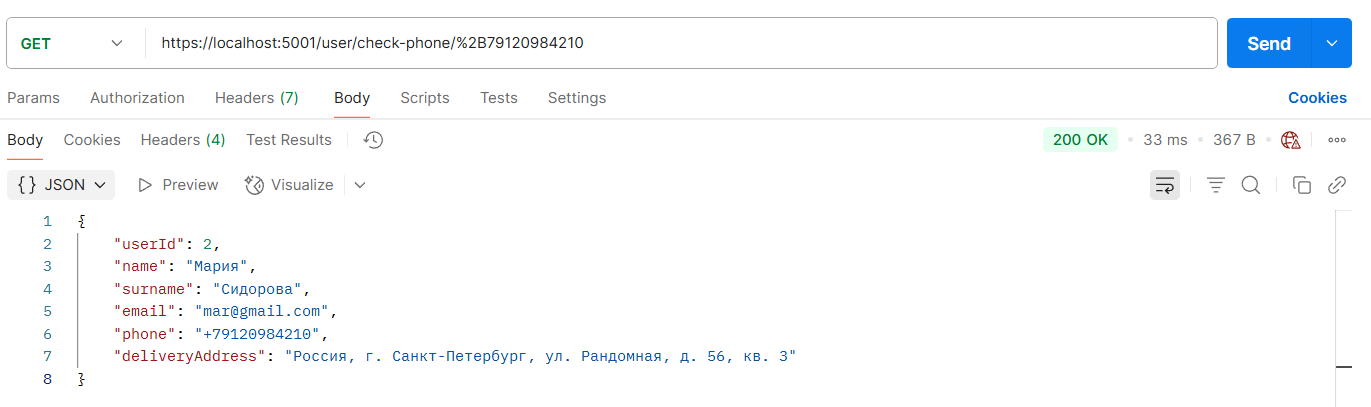 GET https://localhost:5001/user/check-phone/%2B79120984210 Send
Params Authorization Headers (7) Body Scripts Tests Settings Cookies
Body Cookies Headers (4) Test Results 200 OK 33 ms 367 B
{} JSON Preview Visualize
1 {
2 "userId": 2,
3 "name": "Мария",
4 "surname": "Сидорова",
5 "email": "mar@gmail.com",
6 "phone": "+79120984210",
7 "deliveryAddress": "Россия, г. Санкт-Петербург, ул. Рандомная, д. 56, кв. 3"
8 }